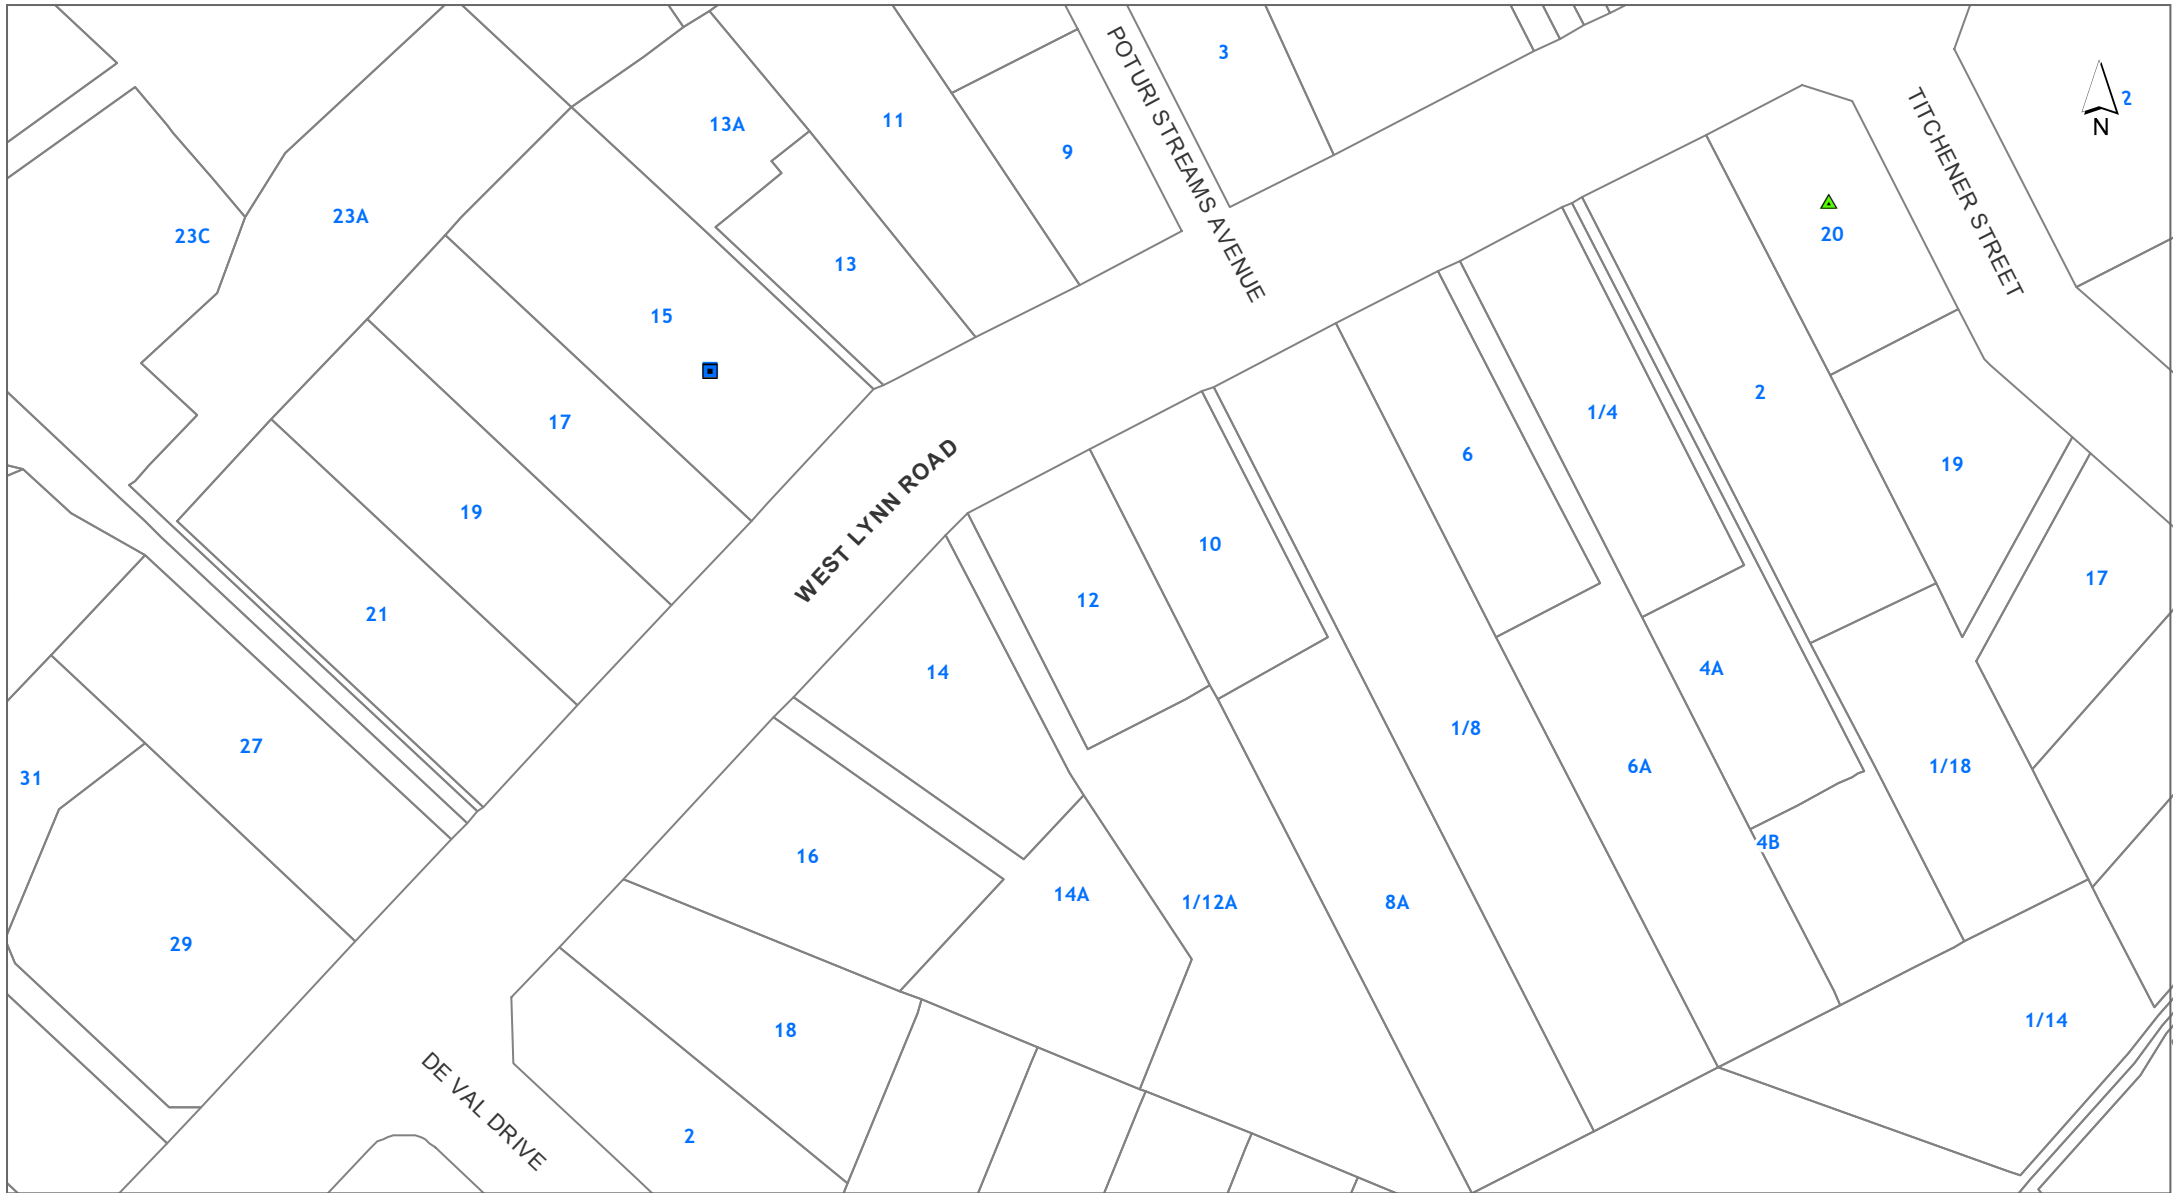 POTURI STREAMS AVENUE
3
TITCHENER STREET
2
N
13A
11
9
20
23A
23C
13
15
2
1/4
17
6
19
WEST LYNN ROAD
19
10
17
12
21
14
4A
1/8
27
6A
1/18
31
4B
16
14A
1/12A
8A
29
1/14
18
DE VAL DRIVE
2